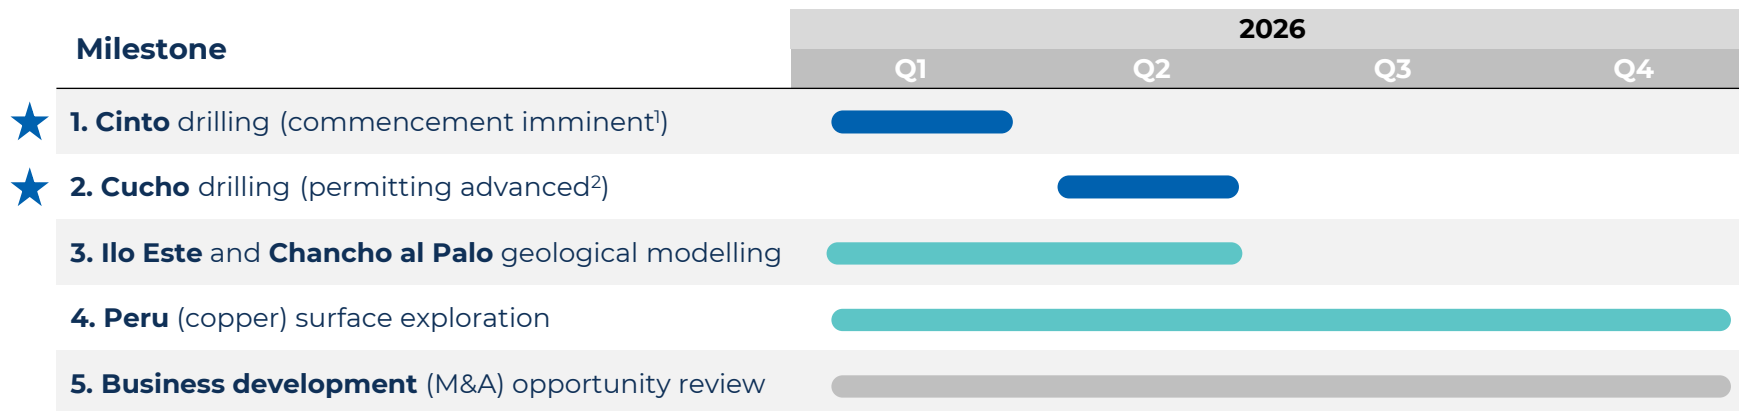 Milestone
2026
Q1 Q2 Q3 Q4
1. Cinto drilling (commencement imminent¹)
2. Cucho drilling (permitting advanced²)
3. Ilo Este and Chancho al Palo geological modelling
4. Peru (copper) surface exploration
5. Business development (M&A) opportunity review